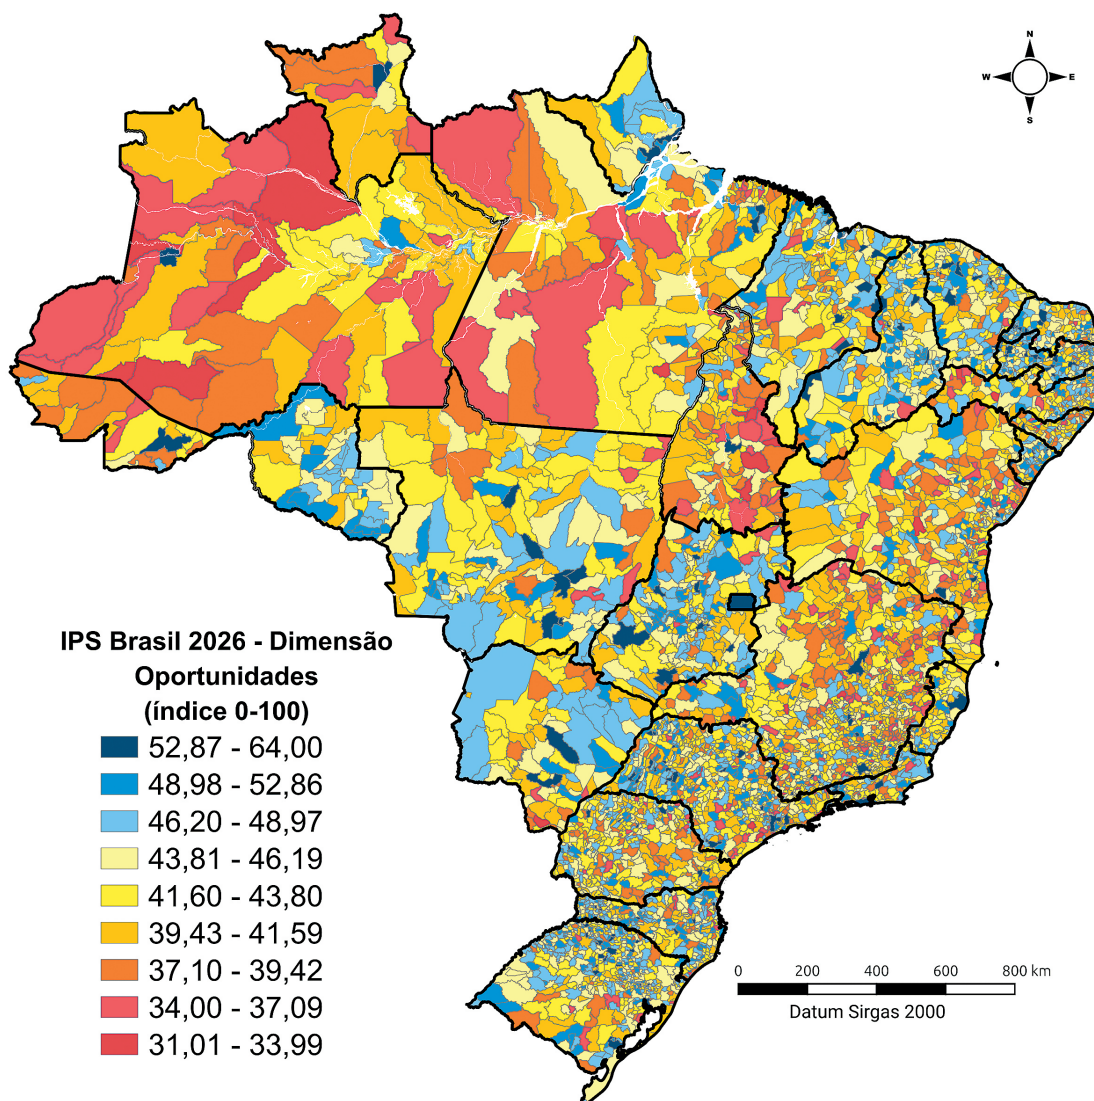 N
W
E
S
IPS Brasil 2026 - Dimensão
Oportunidades
(índice 0-100)
52,87 - 64,00
48,98 - 52,86
46,20 - 48,97
43,81 - 46,19
41,60 - 43,80
39,43 - 41,59
37,10 - 39,42
34,00 - 37,09
31,01 - 33,99
0 200 400 600 800 km
Datum Sirgas 2000